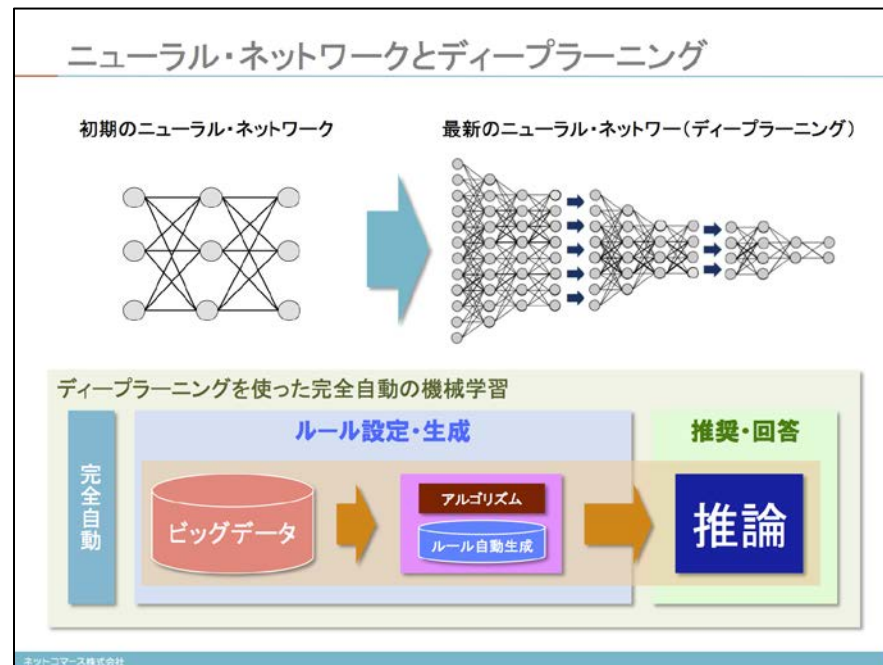 ニューラル・ネットワークとディープラーニング
初期のニューラル・ネットワーク
最新のニューラル・ネットワー(ディープラーニング)
ディープラーニングを使った完全自動の機械学習
完全自動
ルール設定・生成
推奨・回答
ビッグデータ
アルゴリズム
ルール自動生成
推論
ネットコマース株式会社